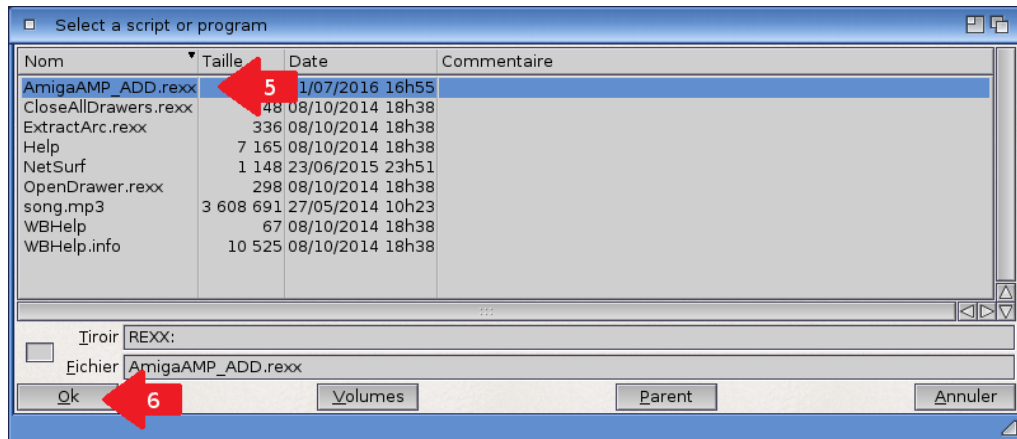 Select a script or program
Nom Taille Date Commentaire
AmigaAMP_ADD.rexx 5 1/07/2016 16h55
CloseAllDrawers.rexx 48 08/10/2014 18h38
ExtractArc.rexx 336 08/10/2014 18h38
Help 7 165 08/10/2014 18h38
NetSurf 1 148 23/06/2015 23h51
OpenDrawer.rexx 298 08/10/2014 18h38
song.mp3 3 608 691 27/05/2014 10h23
WBHelp 67 08/10/2014 18h38
WBHelp.info 10 525 08/10/2014 18h38
Tiroir REXX:
Fichier AmigaAMP_ADD.rexx
Ok 6 Volumes Parent Annuler